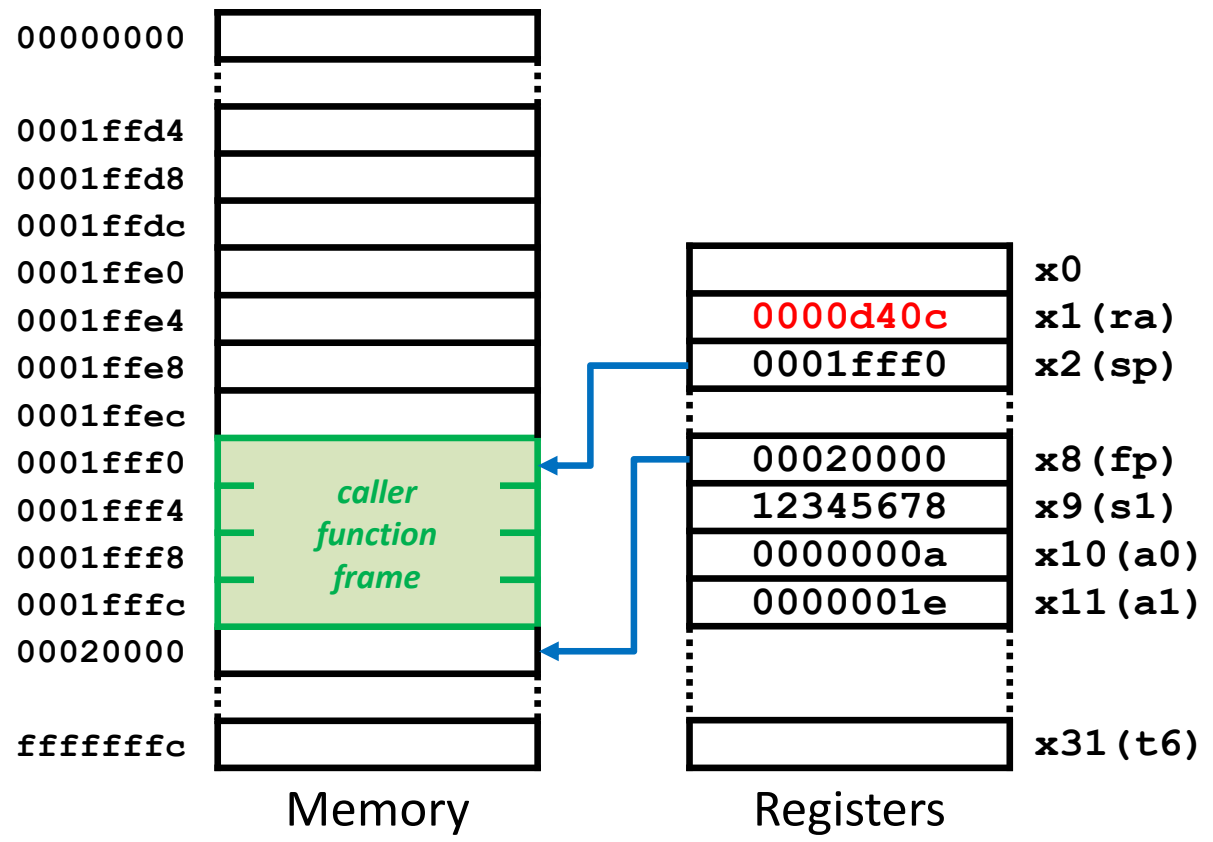 00000000
0001ffd4
0001ffd8
0001ffdc
0001ffe0
x0
0001ffe4
0000d40c x1(ra)
0001ffe8
0001fff0 x2(sp)
0001ffec
0001fff0
00020000 x8(fp)
caller
0001fff4
12345678 x9(s1)
function
0001fff8
0000000a x10(a0)
frame
0001fffc
0000001e x11(a1)
00020000
fffffffc
x31(t6)
Memory
Registers